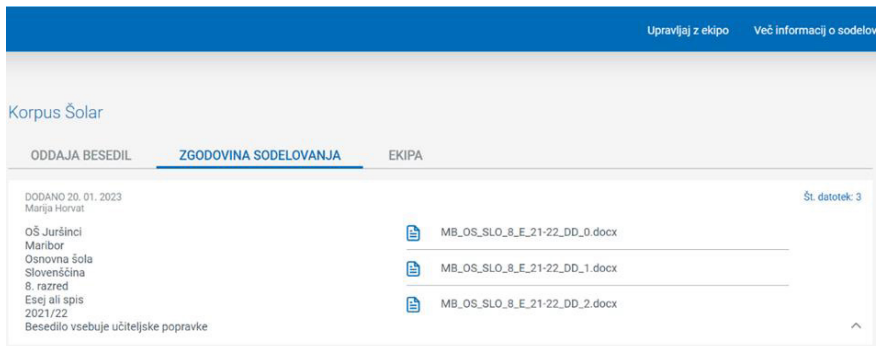 Upravljaj z ekipo Več informacij o sodelov
Korpus Šolar
ODDAJA BESEDIL ZGODOVINA SODELOVANJA EKIPA
DODANO 20. 01. 2023
Marija Horvat
Št. datotek: 3
OŠ Juršinci
Maribor
Osnovna šola
Slovenščina
8. razred
Esej ali spis
2021/22
Besedilo vsebuje učiteljske popravke
MB_OS_SLO_8_E_21-22_DD_0.docx
MB_OS_SLO_8_E_21-22_DD_1.docx
MB_OS_SLO_8_E_21-22_DD_2.docx